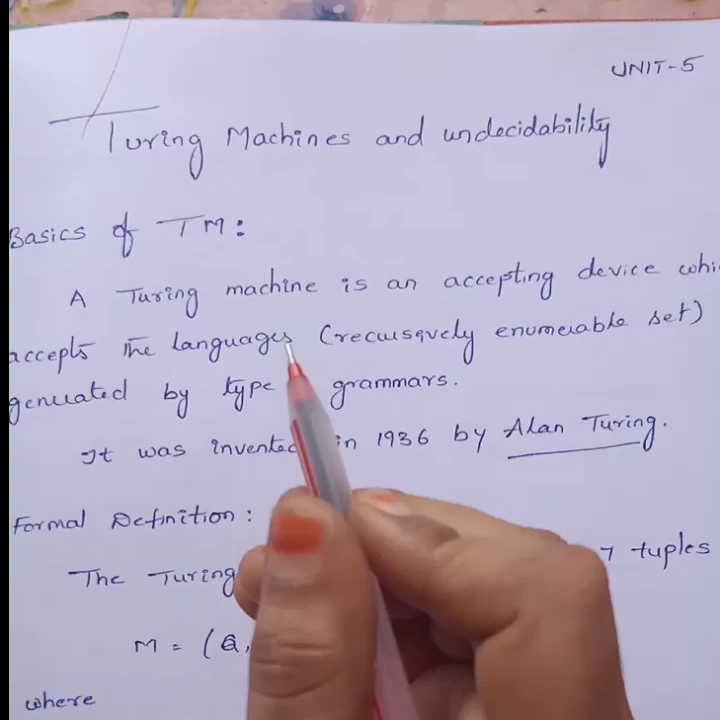 UNIT-5
Turing Machines and undecidability
Basics of TM:
A Turing machine is an accepting device whi
accepts the languages (recursively enumerable set)
generated by type grammars.
It was invented in 1936 by Alan Turing.
Formal Definition:
The Turing 7 tuples
M = (Q,
where